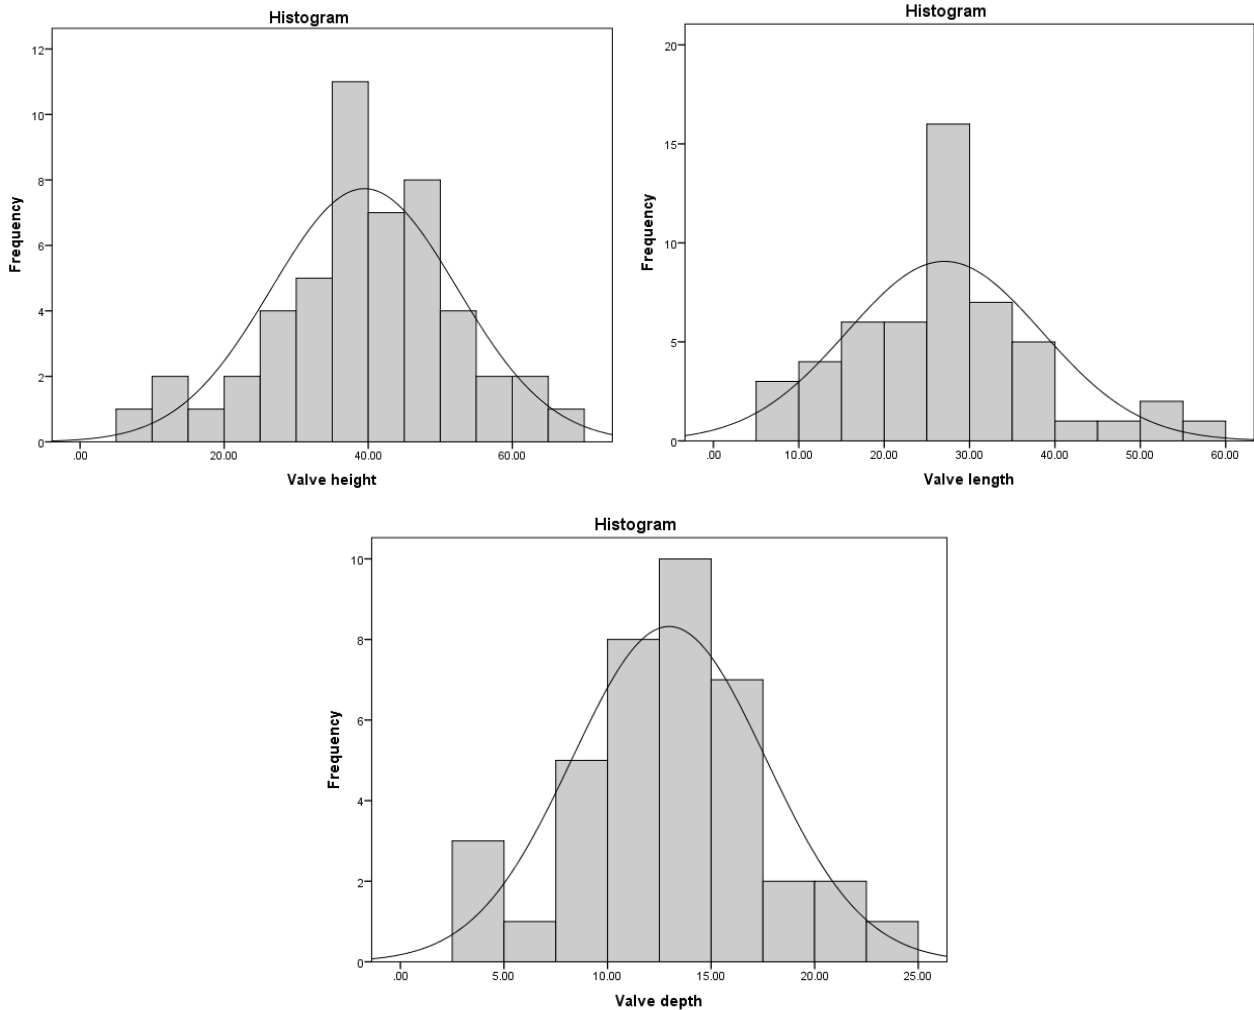 Histogram
12
10
8
6
4
2
0
Frequency
.00 20.00 40.00 60.00
Valve height
Histogram
20
15
10
5
0
Frequency
.00 10.00 20.00 30.00 40.00 50.00 60.00
Valve length
Histogram
10
8
6
4
2
0
Frequency
.00 5.00 10.00 15.00 20.00 25.00
Valve depth